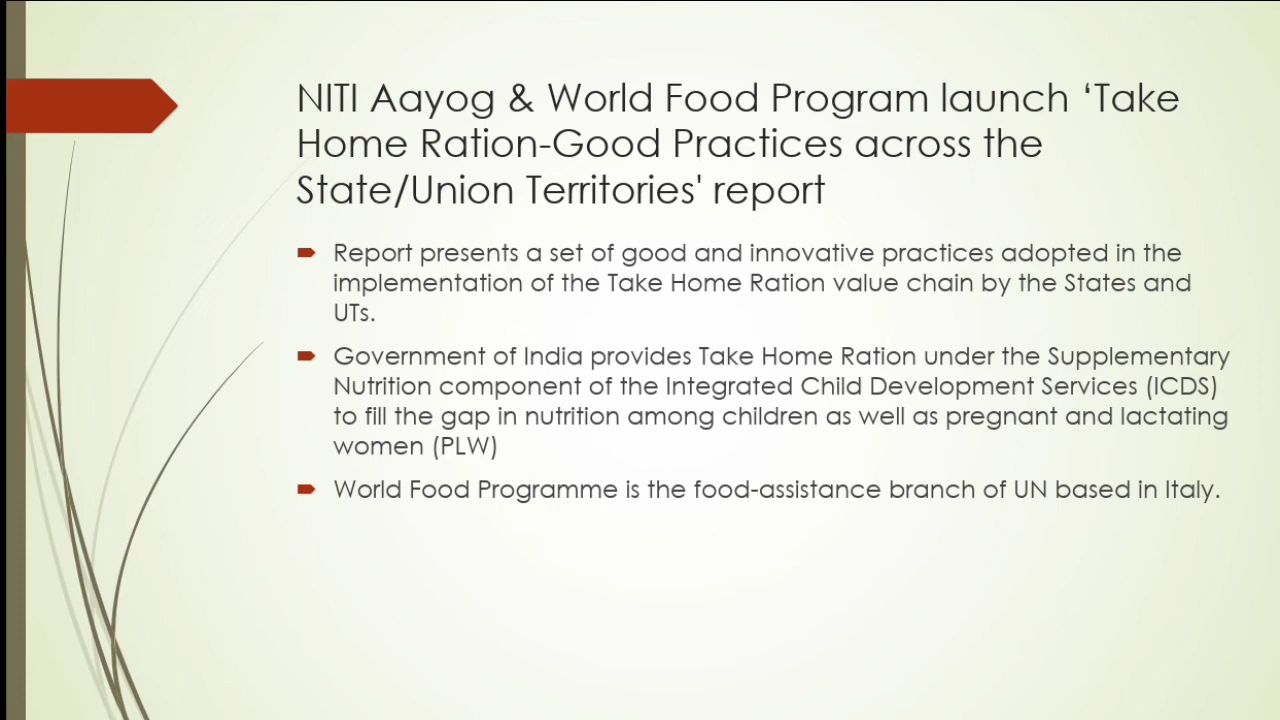 NITI Aayog & World Food Program launch ‘Take
Home Ration-Good Practices across the
State/Union Territories' report
Report presents a set of good and innovative practices adopted in the
implementation of the Take Home Ration value chain by the States and
UTs.
Government of India provides Take Home Ration under the Supplementary
Nutrition component of the Integrated Child Development Services (ICDS)
to fill the gap in nutrition among children as well as pregnant and lactating
women (PLW)
World Food Programme is the food-assistance branch of UN based in Italy.